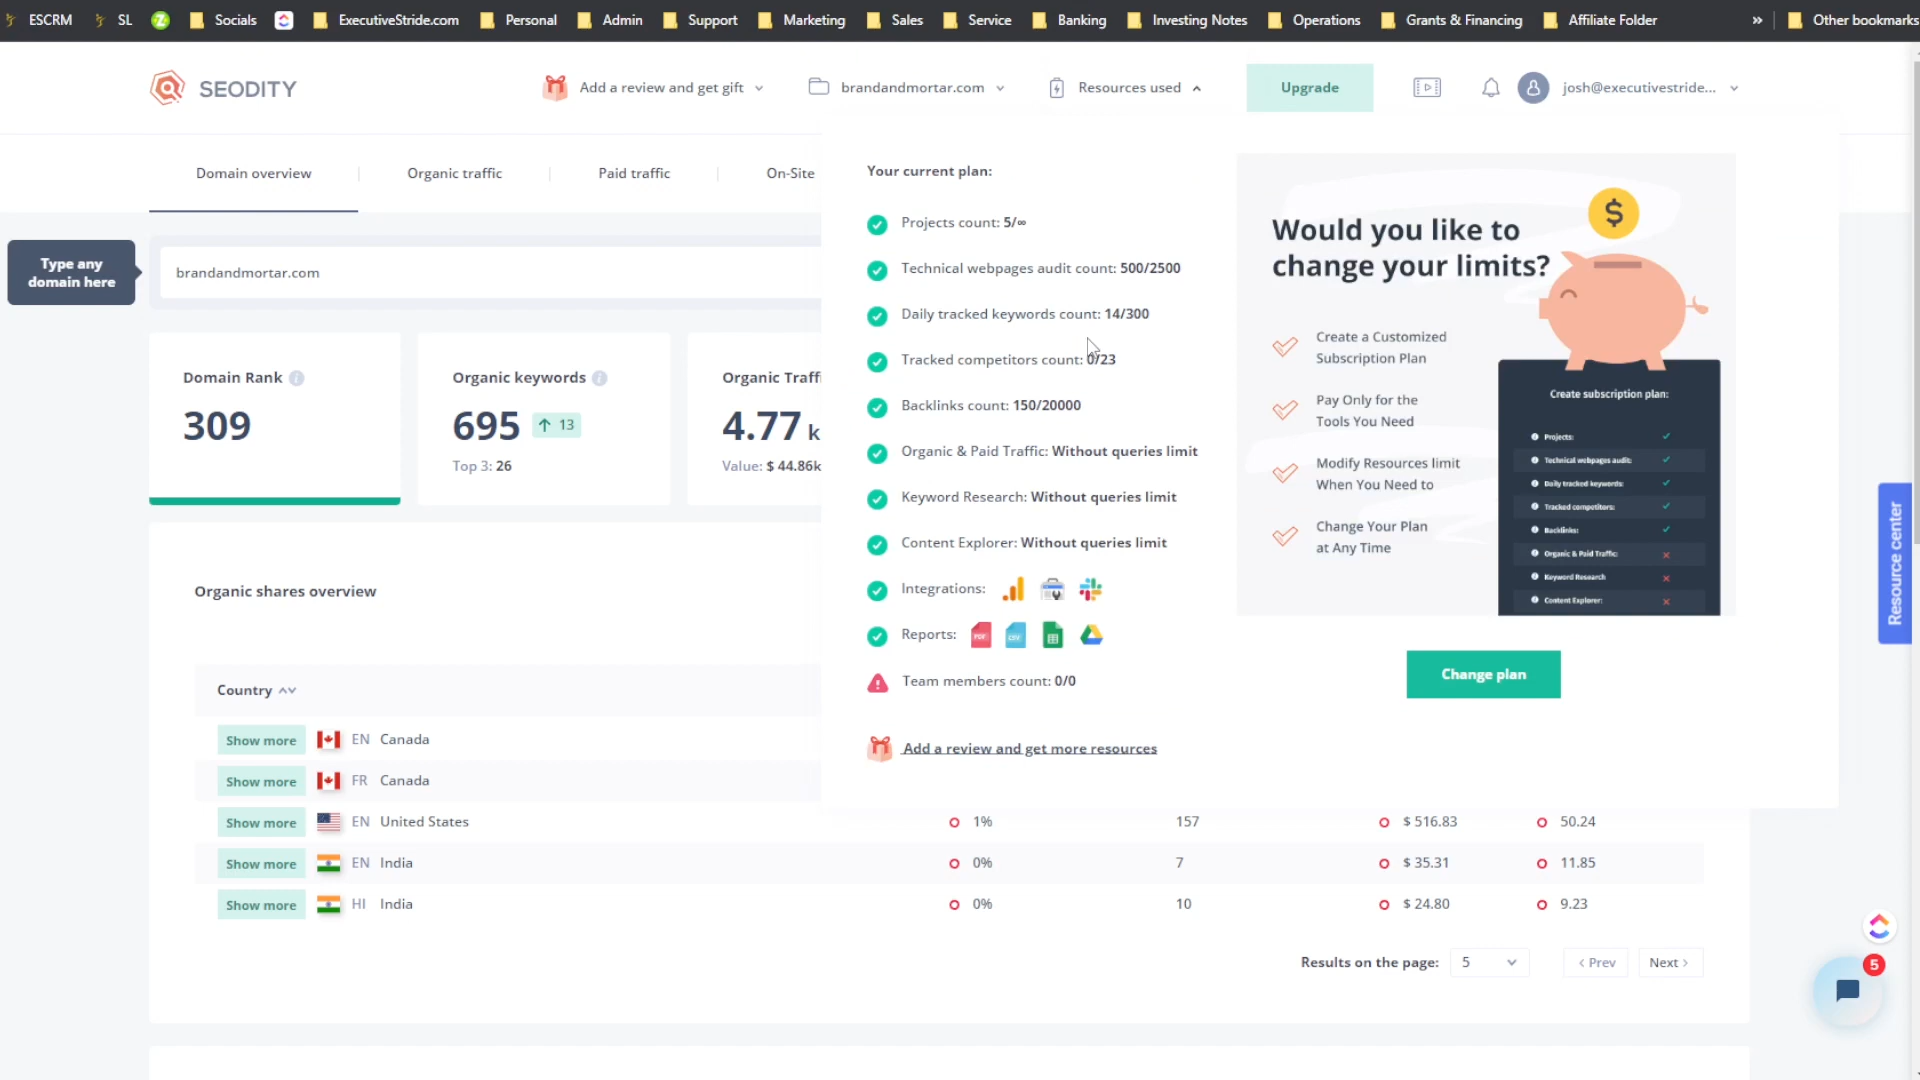 ESCRM
SL
Socials
ExecutiveStride.com
Personal
Admin
Support
Marketing
Sales
Service
Banking
Investing Notes
Operations
Grants & Financing
Affiliate Folder
»
Other bookmarks
SEODITY
Add a review and get gift
brandandmortar.com
Resources used
Upgrade
josh@executivestride...
Domain overview
Organic traffic
Paid traffic
On-Site
Type any
domain here
brandandmortar.com
Domain Rank
309
Organic keywords
695
13
Top 3: 26
Organic Traff
4.77 k
Value: $ 44.86k
Your current plan:
Projects count: 5/∞
Technical webpages audit count: 500/2500
Daily tracked keywords count: 14/300
Tracked competitors count: 0/23
Backlinks count: 150/20000
Organic & Paid Traffic: Without queries limit
Keyword Research: Without queries limit
Content Explorer: Without queries limit
Integrations:
Reports:
PDF
CSV
Team members count: 0/0
Add a review and get more resources
Would you like to
change your limits?
$
Create a Customized
Subscription Plan
Pay Only for the
Tools You Need
Modify Resources limit
When You Need to
Change Your Plan
at Any Time
Create subscription plan:
Projects:
Technical webpages audit:
Daily tracked keywords:
Tracked competitors:
Backlinks:
Organic & Paid Traffic:
Keyword Research
Content Explorer:
Change plan
Resource center
Organic shares overview
Country
Show more EN Canada
Show more FR Canada
Show more EN United States 1% 157 $ 516.83 50.24
Show more EN India 0% 7 $ 35.31 11.85
Show more HI India 0% 10 $ 24.80 9.23
Results on the page: 5
< Prev
Next >
5